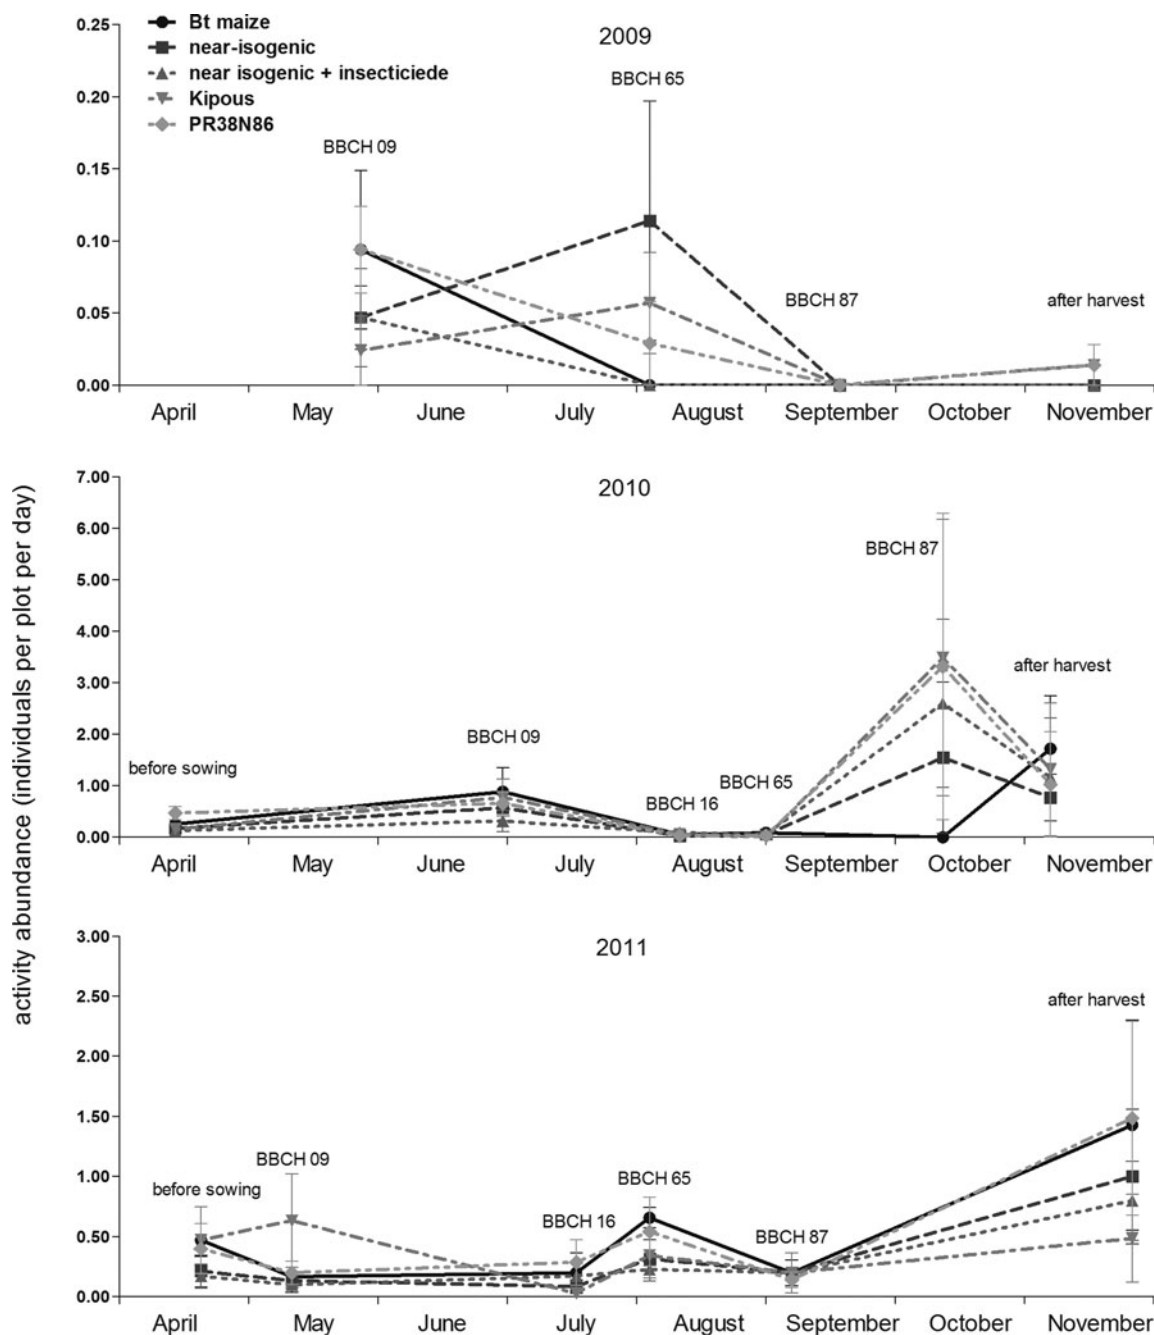 activity abundance (individuals per plot per day)
2009
Bt maize
near-isogenic
near isogenic + insecticiede
Kipous
PR38N86
BBCH 09
BBCH 65
BBCH 87
after harvest
0.25
0.20
0.15
0.10
0.05
0.00
April May June July August September October November
2010
7.00
6.00
5.00
4.00
3.00
2.00
1.00
0.00
before sowing
BBCH 09
BBCH 16
BBCH 65
BBCH 87
after harvest
April May June July August September October November
2011
3.00
2.50
2.00
1.50
1.00
0.50
0.00
before sowing
BBCH 09
BBCH 16
BBCH 65
BBCH 87
after harvest
April May June July August September October November